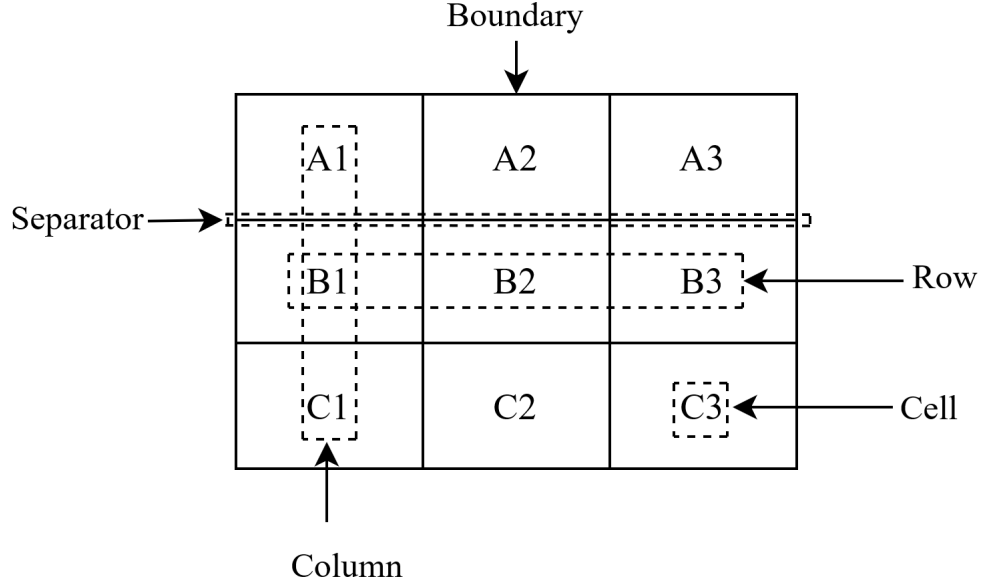 Boundary
A1 A2 A3
Separator
B1 B2 B3 Row
C1 C2 C3 Cell
Column